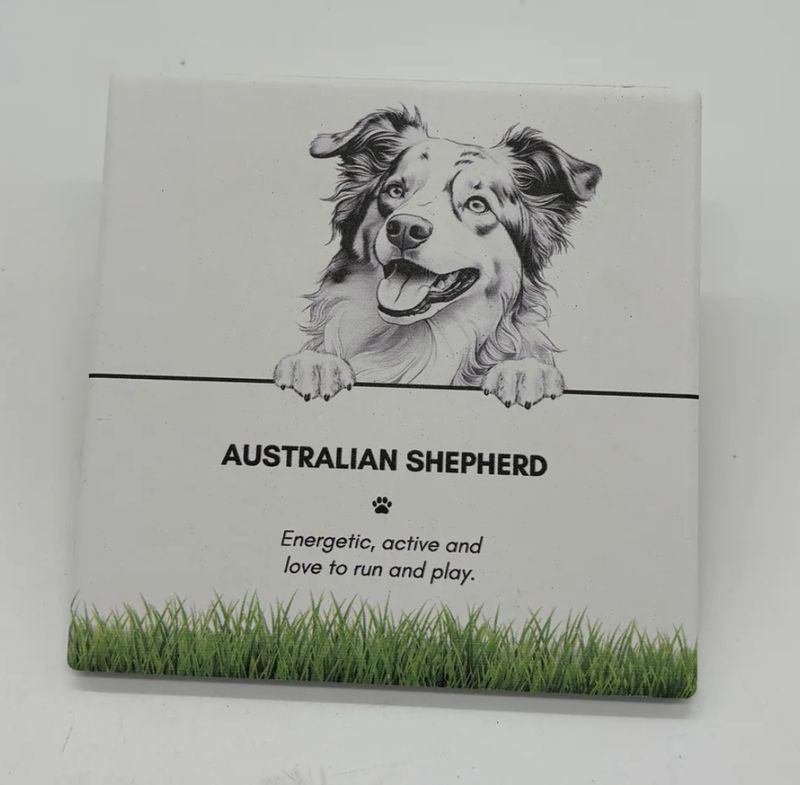 AUSTRALIAN SHEPHERD
Energetic, active and
love to run and play.